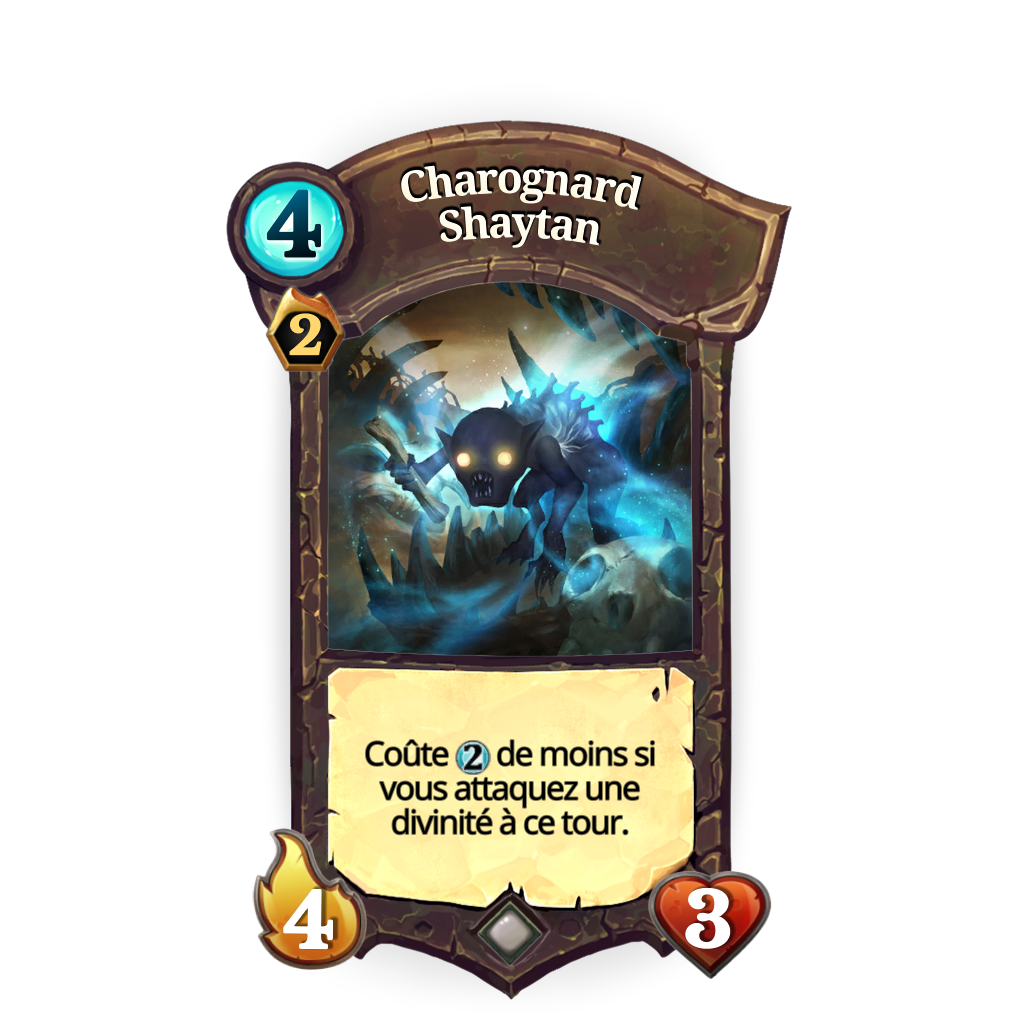 Charognard
Shaytan
4
2
Coûte 2 de moins si
vous attaquez une
divinité à ce tour.
4
3